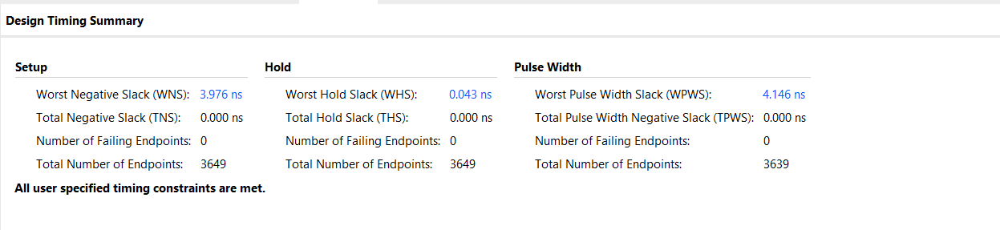 Design Timing Summary
Setup Hold Pulse Width
Worst Negative Slack (WNS): 3.976 ns Worst Hold Slack (WHS): 0.043 ns Worst Pulse Width Slack (WPWS): 4.146 ns
Total Negative Slack (TNS): 0.000 ns Total Hold Slack (THS): 0.000 ns Total Pulse Width Negative Slack (TPWS): 0.000 ns
Number of Failing Endpoints: 0 Number of Failing Endpoints: 0 Number of Failing Endpoints: 0
Total Number of Endpoints: 3649 Total Number of Endpoints: 3649 Total Number of Endpoints: 3639
All user specified timing constraints are met.